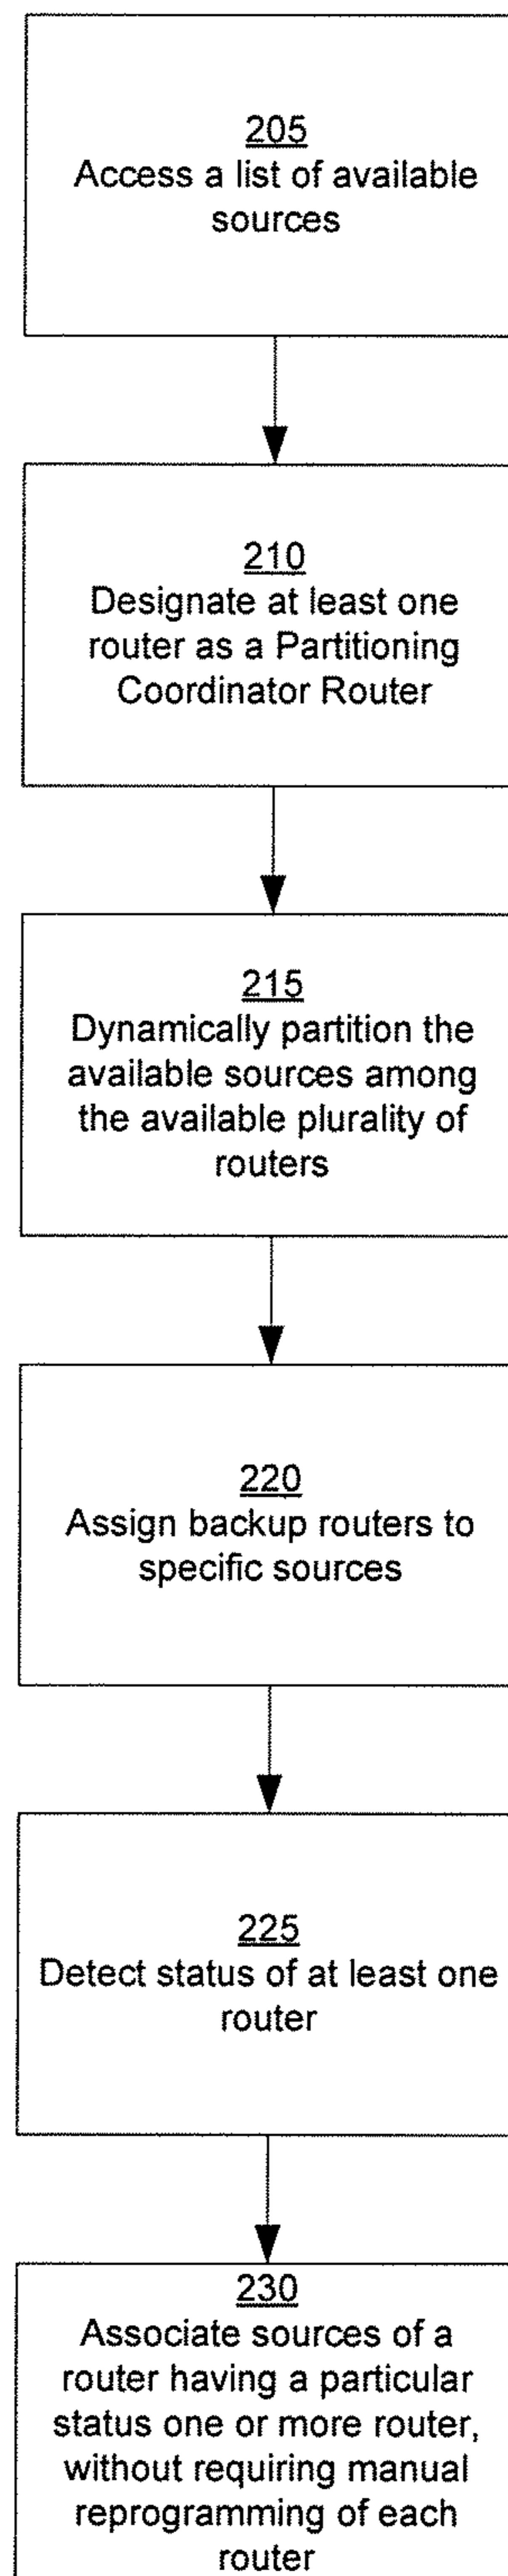 205
Access a list of available
sources
210
Designate at least one
router as a Partitioning
Coordinator Router
215
Dynamically partition the
available sources among
the available plurality of
routers
220
Assign backup routers to
specific sources
225
Detect status of at least one
router
230
Associate sources of a
router having a particular
status one or more router,
without requiring manual
reprogramming of each
router